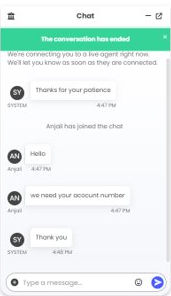 Chat
The conversation has ended
We're connecting you to a live agent right now.
We'll let you know as soon as they are connected.
SY
Thanks for your patience
SYSTEM
4:47 PM
Anjali has joined the chat
AN
Hello
Anjali
4:47 PM
AN
we need your account number
Anjali
4:47 PM
SY
Thank you
SYSTEM
4:48 PM
Type a message...